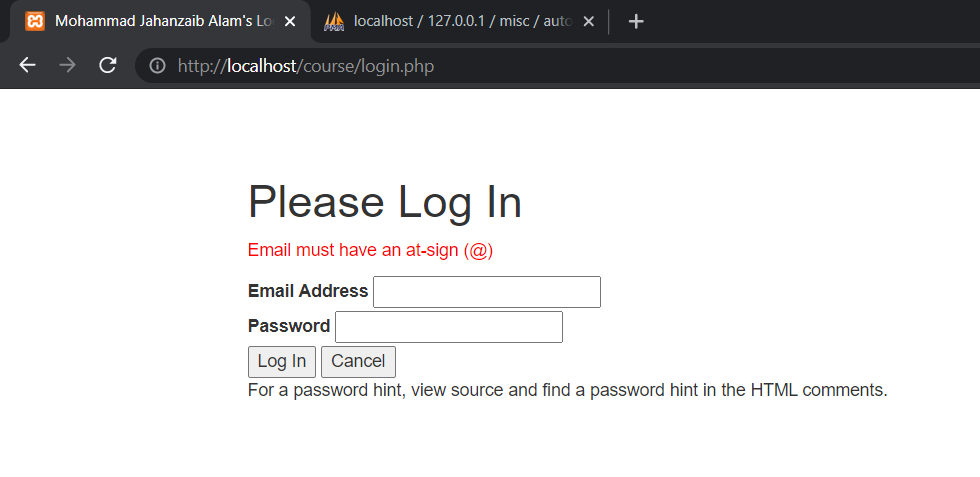 Mohammad Jahanzaib Alam's Lo
localhost / 127.0.0.1 / misc / auto
http://localhost/course/login.php
Please Log In
Email must have an at-sign (@)
Email Address
Password
Log In Cancel
For a password hint, view source and find a password hint in the HTML comments.